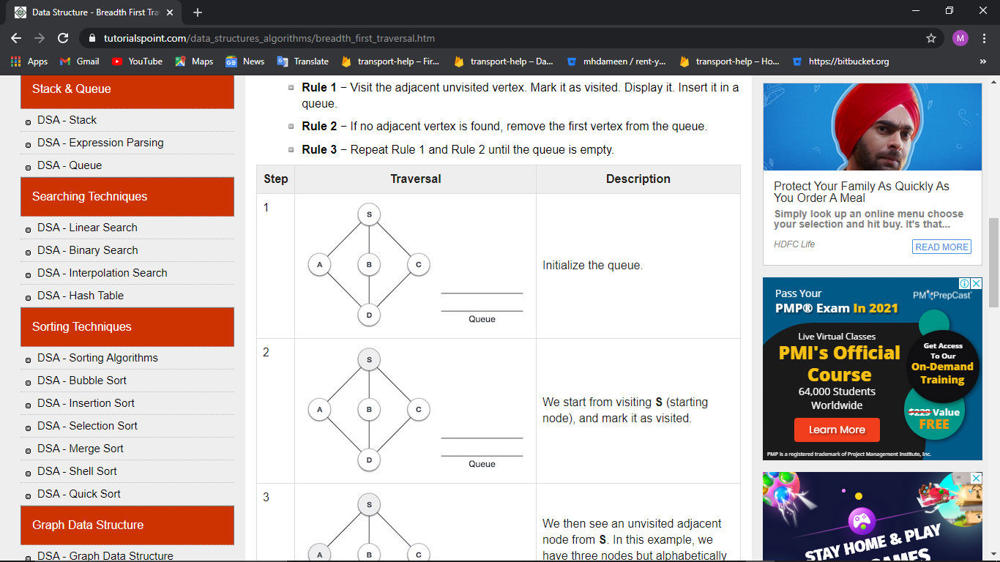 Data Structure - Breadth First Tra
tutorialspoint.com/data_structures_algorithms/breadth_first_traversal.htm
M
Apps
Gmail
YouTube
Maps
News
Translate
transport-help – Fir...
transport-help – Da...
mhdameen / rent-y...
transport-help – Ho...
https://bitbucket.org
»
Stack & Queue
DSA - Stack
DSA - Expression Parsing
DSA - Queue
Searching Techniques
DSA - Linear Search
DSA - Binary Search
DSA - Interpolation Search
DSA - Hash Table
Sorting Techniques
DSA - Sorting Algorithms
DSA - Bubble Sort
DSA - Insertion Sort
DSA - Selection Sort
DSA - Merge Sort
DSA - Shell Sort
DSA - Quick Sort
Graph Data Structure
DSA - Graph Data Structure
Rule 1 − Visit the adjacent unvisited vertex. Mark it as visited. Display it. Insert it in a
queue.
Rule 2 − If no adjacent vertex is found, remove the first vertex from the queue.
Rule 3 − Repeat Rule 1 and Rule 2 until the queue is empty.
Step Traversal Description
1
S
A B C
D
Queue
Initialize the queue.
2
S
A B C
D
Queue
We start from visiting S (starting
node), and mark it as visited.
3
S
A B C
We then see an unvisited adjacent
node from S. In this example, we
have three nodes but alphabetically
Protect Your Family As Quickly As
You Order A Meal
Simply look up an online menu choose
your selection and hit buy. It's that...
HDFC Life
READ MORE
Pass Your
PMP® Exam In 2021
PM PrepCast
Live Virtual Classes
PMI's Official
Course
64,000 Students
Worldwide
Learn More
Get Access
To Our
On-Demand
Training
$229 Value
FREE
PMP is a registered trademark of Project Management Institute, Inc.
STAY HOME & PLAY
GAMES